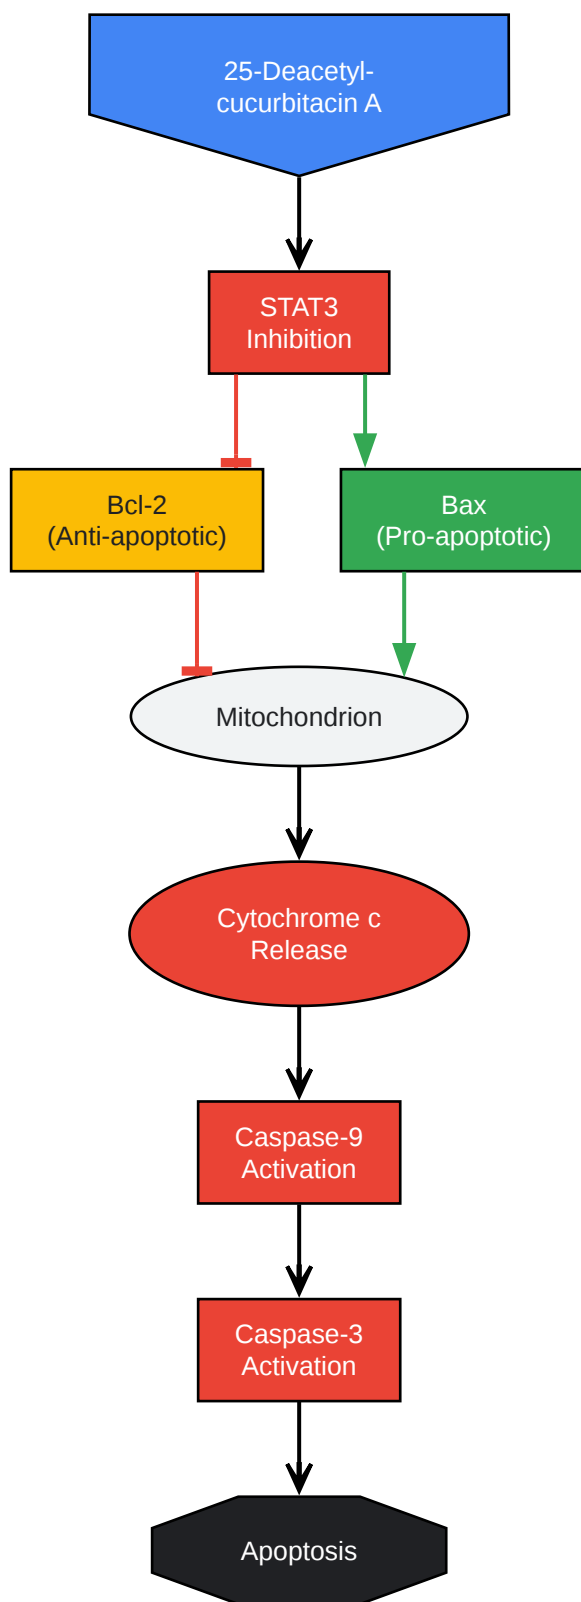 25-Deacetyl-
cucurbitacin A
STAT3
Inhibition
Bcl-2
(Anti-apoptotic)
Bax
(Pro-apoptotic)
Mitochondrion
Cytochrome c
Release
Caspase-9
Activation
Caspase-3
Activation
Apoptosis